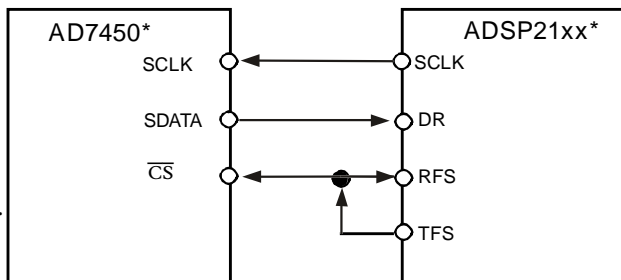 AD7450*
ADSP21xx*
SCLK
SCLK
SDATA
DR
CS
RFS
TFS